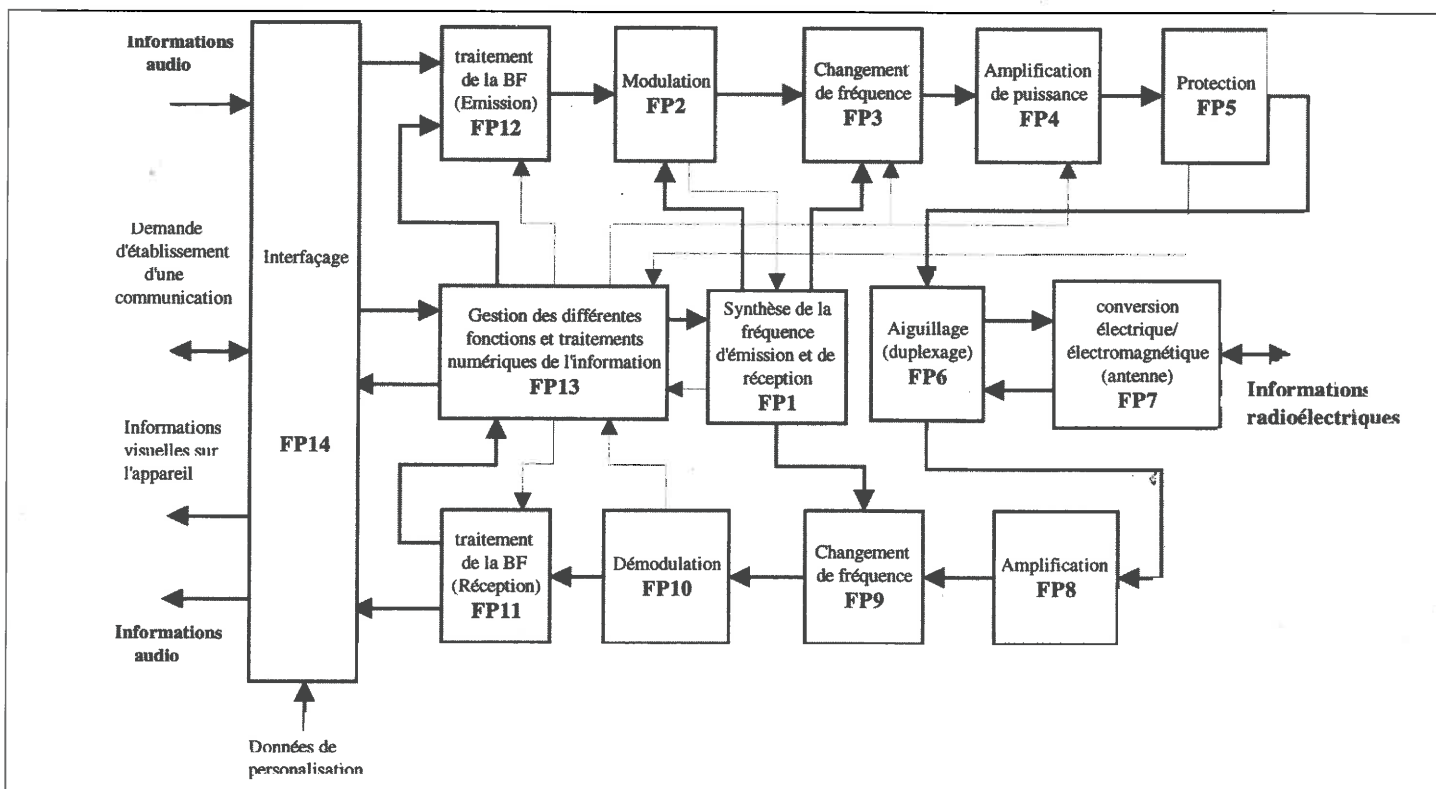 Informations
audio
Demande
d'établissement
d'une
communication
Informations
visuelles sur
l'appareil
Informations
audio
Interfaçage
FP14
Données de
personalisation
traitement
de la BF
(Emission)
FP12
Modulation
FP2
Changement
de fréquence
FP3
Amplification
de puissance
FP4
Protection
FP5
Gestion des différentes
fonctions et traitements
numériques de l'information
FP13
Synthèse de la
fréquence
d'émission et de
réception
FP1
Aiguillage
(duplexage)
FP6
conversion
électrique/
électromagnétique
(antenne)
FP7
Informations
radioélectriques
traitement
de la BF
(Réception)
FP11
Démodulation
FP10
Changement
de fréquence
FP9
Amplification
FP8